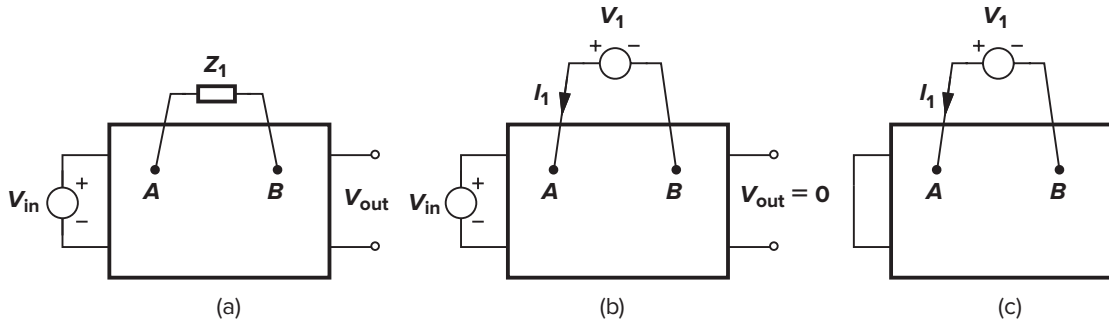 Z1
A
B
+
−
Vin
Vout
(a)
V1
+ −
I1
A
B
+
−
Vin
Vout = 0
(b)
V1
+ −
I1
A
B
(c)